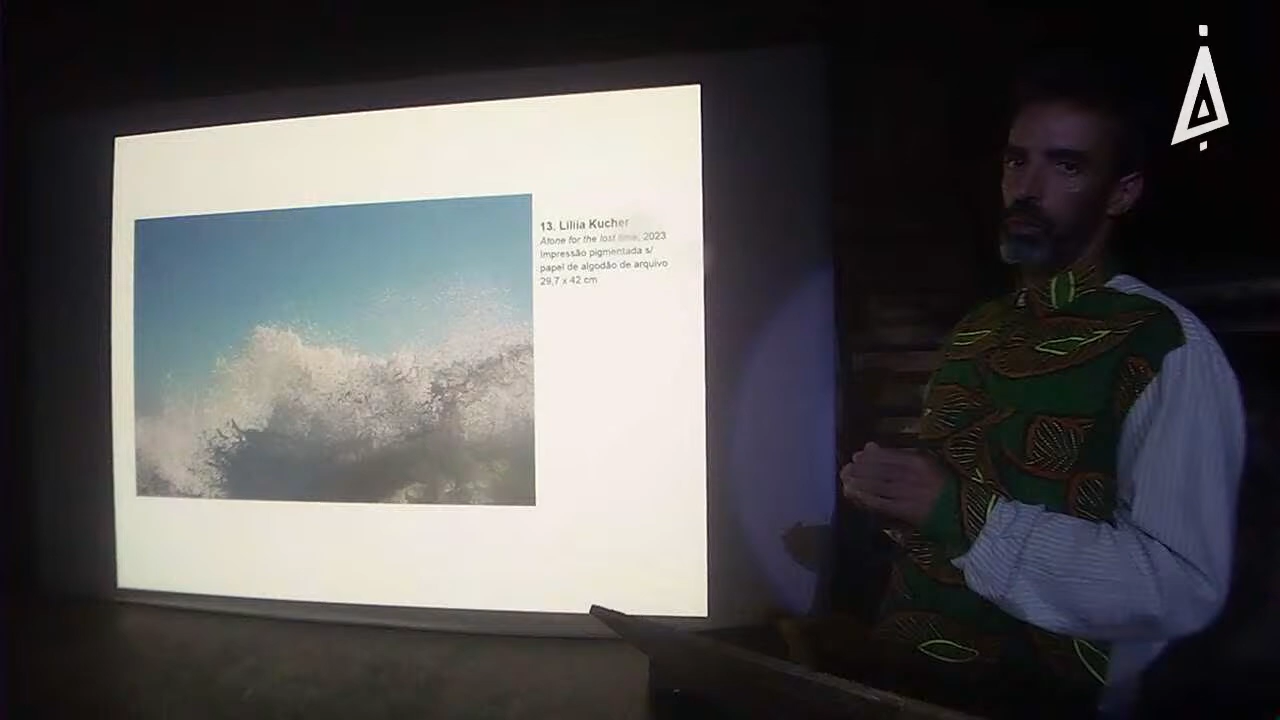 13. Liliia Kucher
Atone for the lost time, 2023
Impressão pigmentada s/
papel de algodão de arquivo
29,7 x 42 cm